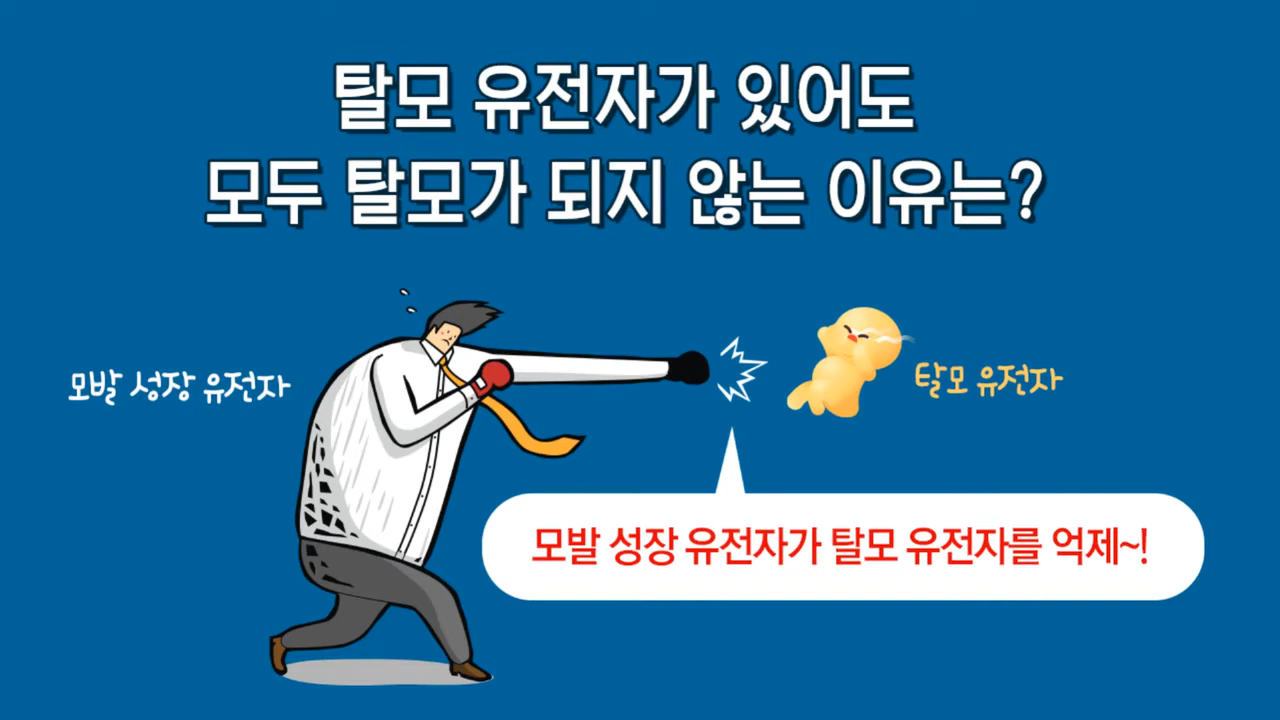 탈모 유전자가 있어도
모두 탈모가 되지 않는 이유는?
모발 성장 유전자
탈모 유전자
모발 성장 유전자가 탈모 유전자를 억제~!